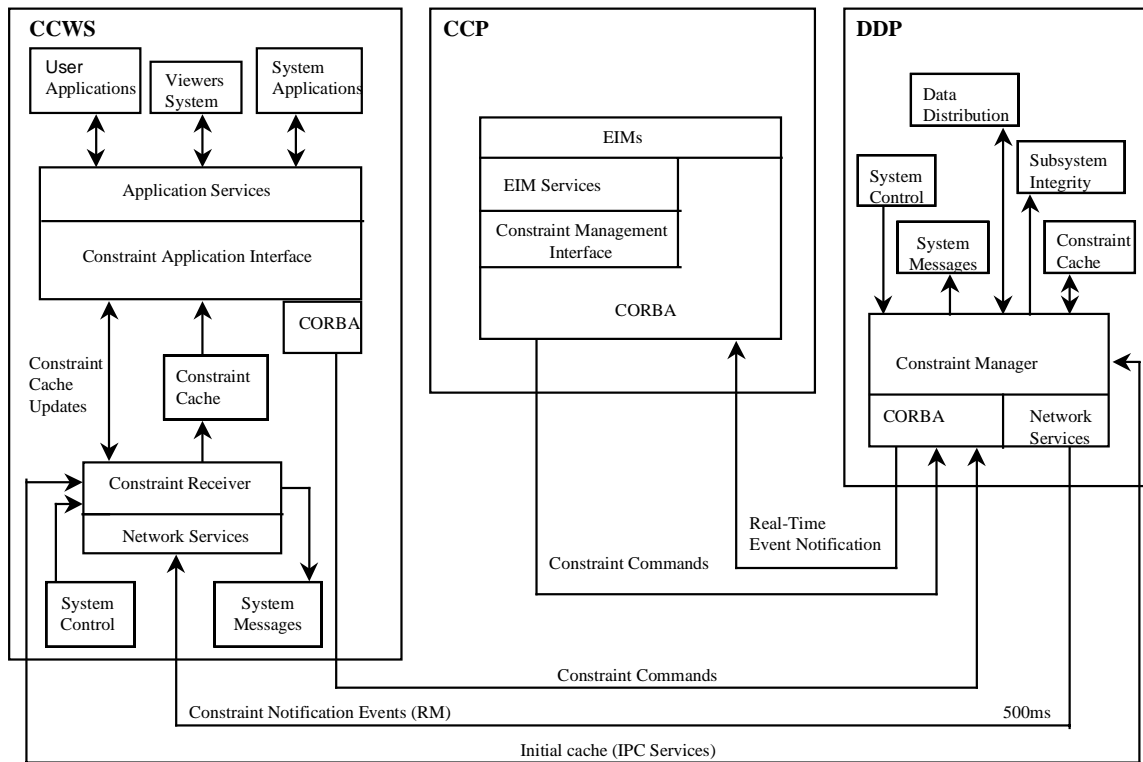 CCWS
User
Applications
Viewers
System
System
Applications
Application Services
Constraint Application Interface
CORBA
Constraint
Cache
Updates
Constraint
Cache
Constraint Receiver
Network Services
System
Control
System
Messages
CCP
EIMs
EIM Services
Constraint Management
Interface
CORBA
DDP
Data
Distribution
System
Control
Subsystem
Integrity
System
Messages
Constraint
Cache
Constraint Manager
CORBA
Network
Services
Real-Time
Event Notification
Constraint Commands
Constraint Commands
Constraint Notification Events (RM)
500ms
Initial cache (IPC Services)